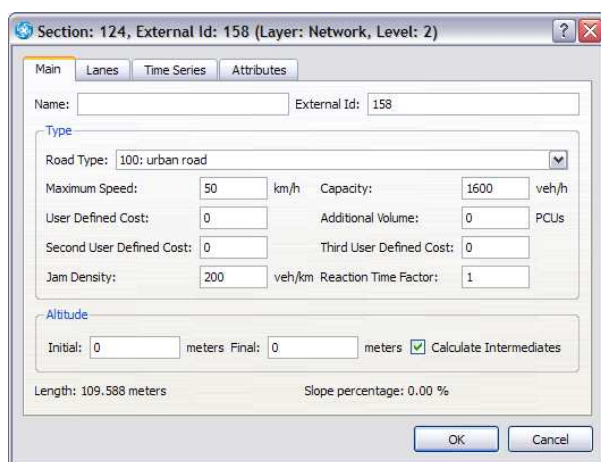 Section: 124, External Id: 158 (Layer: Network, Level: 2)
Main Lanes Time Series Attributes
Name: External Id: 158
Type
Road Type: 100: urban road
Maximum Speed: 50 km/h Capacity: 1600 veh/h
User Defined Cost: 0 Additional Volume: 0 PCUs
Second User Defined Cost: 0 Third User Defined Cost: 0
Jam Density: 200 veh/km Reaction Time Factor: 1
Altitude
Initial: 0 meters Final: 0 meters Calculate Intermediates
Length: 109.588 meters Slope percentage: 0.00 %
OK Cancel